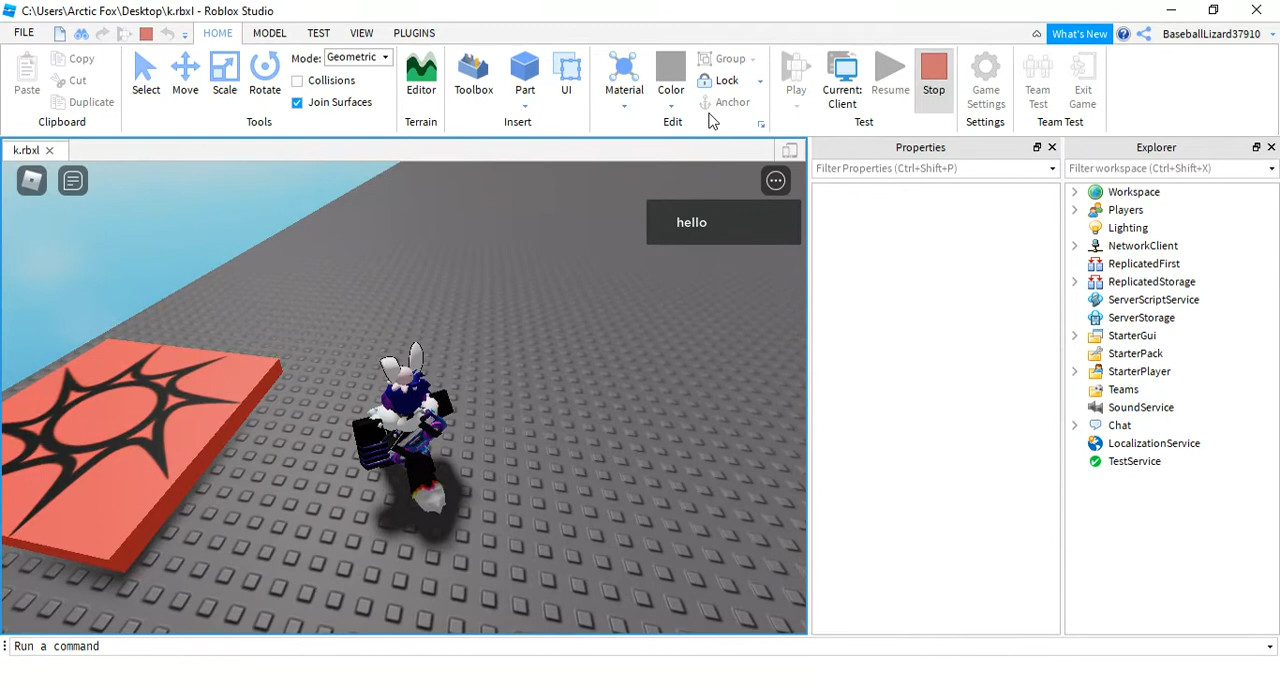 C:\Users\Arctic Fox\Desktop\k.rbxl - Roblox Studio
FILE HOME MODEL TEST VIEW PLUGINS What's New BaseballLizard37910
Paste Copy Cut Duplicate
Clipboard
Select Move Scale Rotate
Mode: Geometric
Collisions
Join Surfaces
Tools
Editor
Terrain
Toolbox Part UI
Insert
Material Color Group Lock Anchor
Edit
Play Current: Client Resume Stop
Test
Game Settings
Settings
Team Test Exit Game
Team Test
k.rbxl
hello
Properties
Filter Properties (Ctrl+Shift+P)
Explorer
Filter workspace (Ctrl+Shift+X)
Workspace
Players
Lighting
NetworkClient
ReplicatedFirst
ReplicatedStorage
ServerScriptService
ServerStorage
StarterGui
StarterPack
StarterPlayer
Teams
SoundService
Chat
LocalizationService
TestService
Run a command